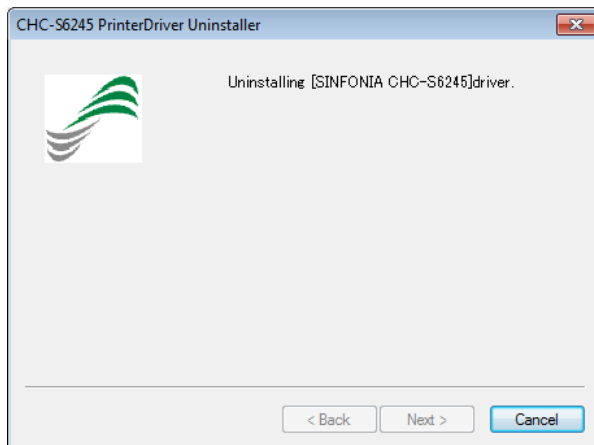 CHC-S6245 PrinterDriver Uninstaller
Uninstalling [SINFONIA CHC-S6245]driver.
< Back Next > Cancel